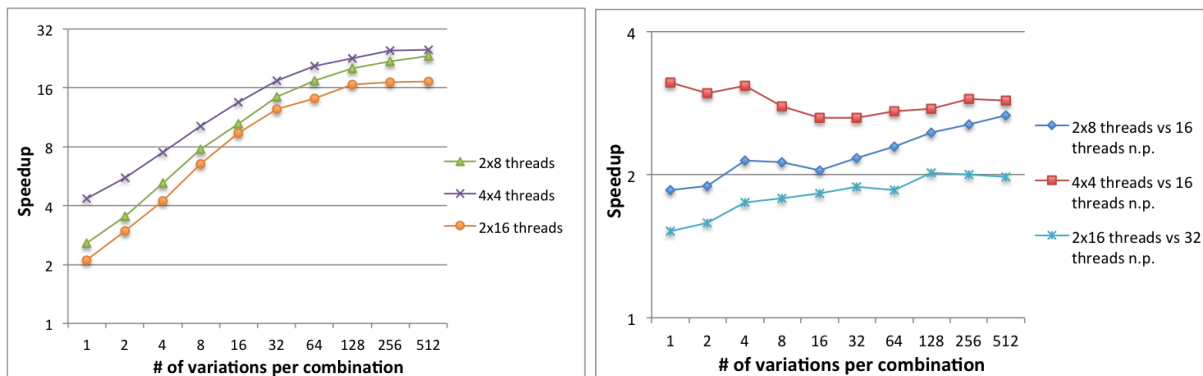 32
16
8
4
2
1
Speedup
1 2 4 8 16 32 64 128 256 512
# of variations per combination
2x8 threads
4x4 threads
2x16 threads
4
2
1
Speedup
1 2 4 8 16 32 64 128 256 512
# of variations per combination
2x8 threads vs 16
threads n.p.
4x4 threads vs 16
threads n.p.
2x16 threads vs 32
threads n.p.